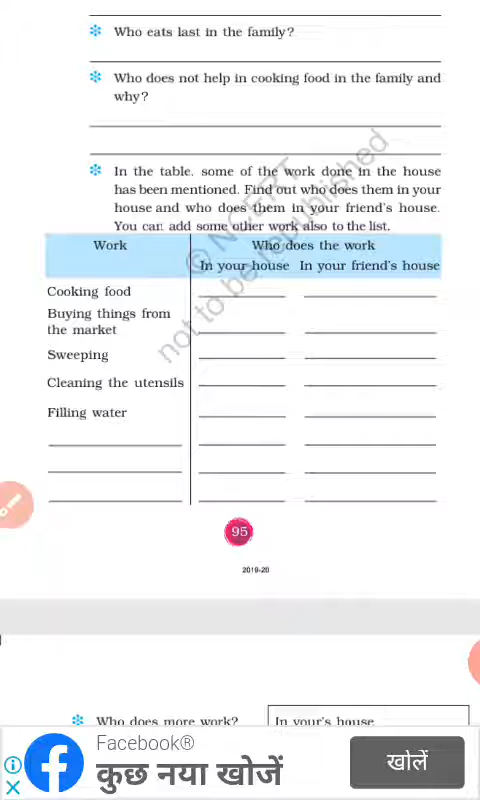 Who eats last in the family?
Who does not help in cooking food in the family and
why?
In the table, some of the work done in the house
has been mentioned. Find out who does them in your
house and who does them in your friend's house.
You can add some other work also to the list.
Work Who does the work
In your house In your friend's house
Cooking food
Buying things from
the market
Sweeping
Cleaning the utensils
Filling water
© NCERT
not to be republished
95
2019-20
Who does more work? In your's house
Facebook®
कुछ नया खोजें
खोलें